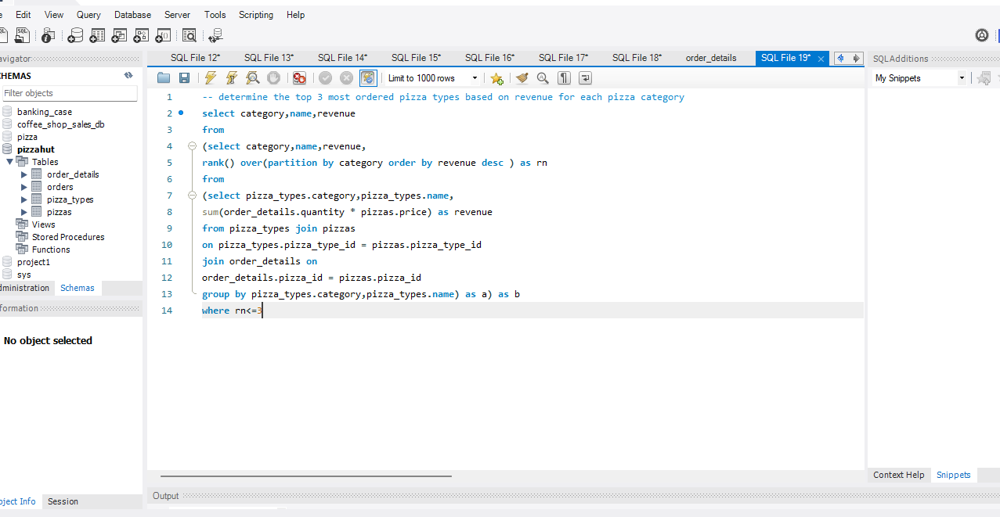 Edit View Query Database Server Tools Scripting Help
SQL File 12* SQL File 13* SQL File 14* SQL File 15* SQL File 16* SQL File 17* SQL File 18* order_details SQL File 19*
Limit to 1000 rows
avigator
HEMAS
Filter objects
banking_case
coffee_shop_sales_db
pizza
pizzahut
Tables
order_details
orders
pizza_types
pizzas
Views
Stored Procedures
Functions
project1
sys
dministration Schemas
formation
No object selected
bject Info Session
1 -- determine the top 3 most ordered pizza types based on revenue for each pizza category
2 select category,name,revenue
3 from
4 (select category,name,revenue,
5 rank() over(partition by category order by revenue desc ) as rn
6 from
7 (select pizza_types.category,pizza_types.name,
8 sum(order_details.quantity * pizzas.price) as revenue
9 from pizza_types join pizzas
10 on pizza_types.pizza_type_id = pizzas.pizza_type_id
11 join order_details on
12 order_details.pizza_id = pizzas.pizza_id
13 group by pizza_types.category,pizza_types.name) as a) as b
14 where rn<=3
Output
SQLAdditions
My Snippets
Context Help Snippets